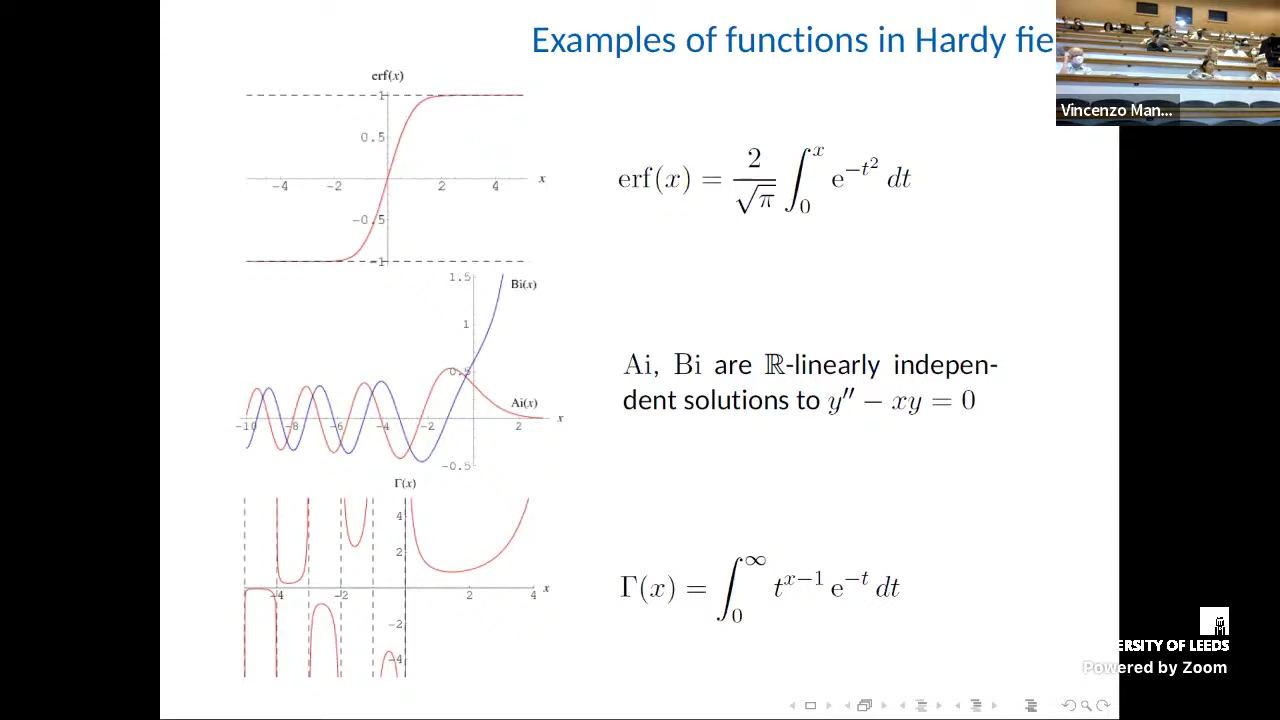 Examples of functions in Hardy fie
Vincenzo Man...
erf(x)
1
0.5
−4 −2 2 4 x
−0.5
−1
erf(x) = 2/√π ∫₀ˣ e^{−t²} dt
1.5
Bi(x)
1
0.5
Ai(x)
−10 −8 −6 −4 −2 2 x
−0.5
Ai, Bi are ℝ-linearly indepen-
dent solutions to y″ − xy = 0
Γ(x)
4
2
−4 −2 2 4 x
−2
−4
Γ(x) = ∫₀^∞ t^{x−1} e^{−t} dt
ERSITY OF LEEDS
Powered by Zoom